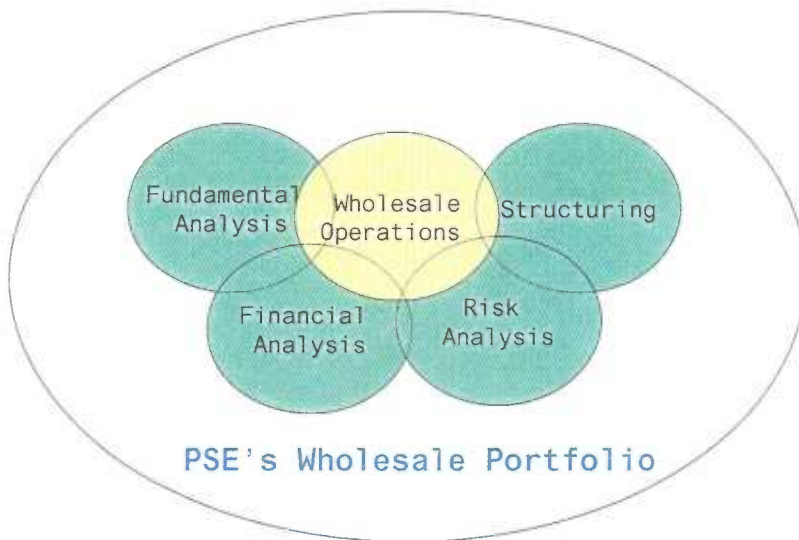 Fundamental
Analysis
Wholesale
Operations
Structuring
Financial
Analysis
Risk
Analysis
PSE's Wholesale Portfolio